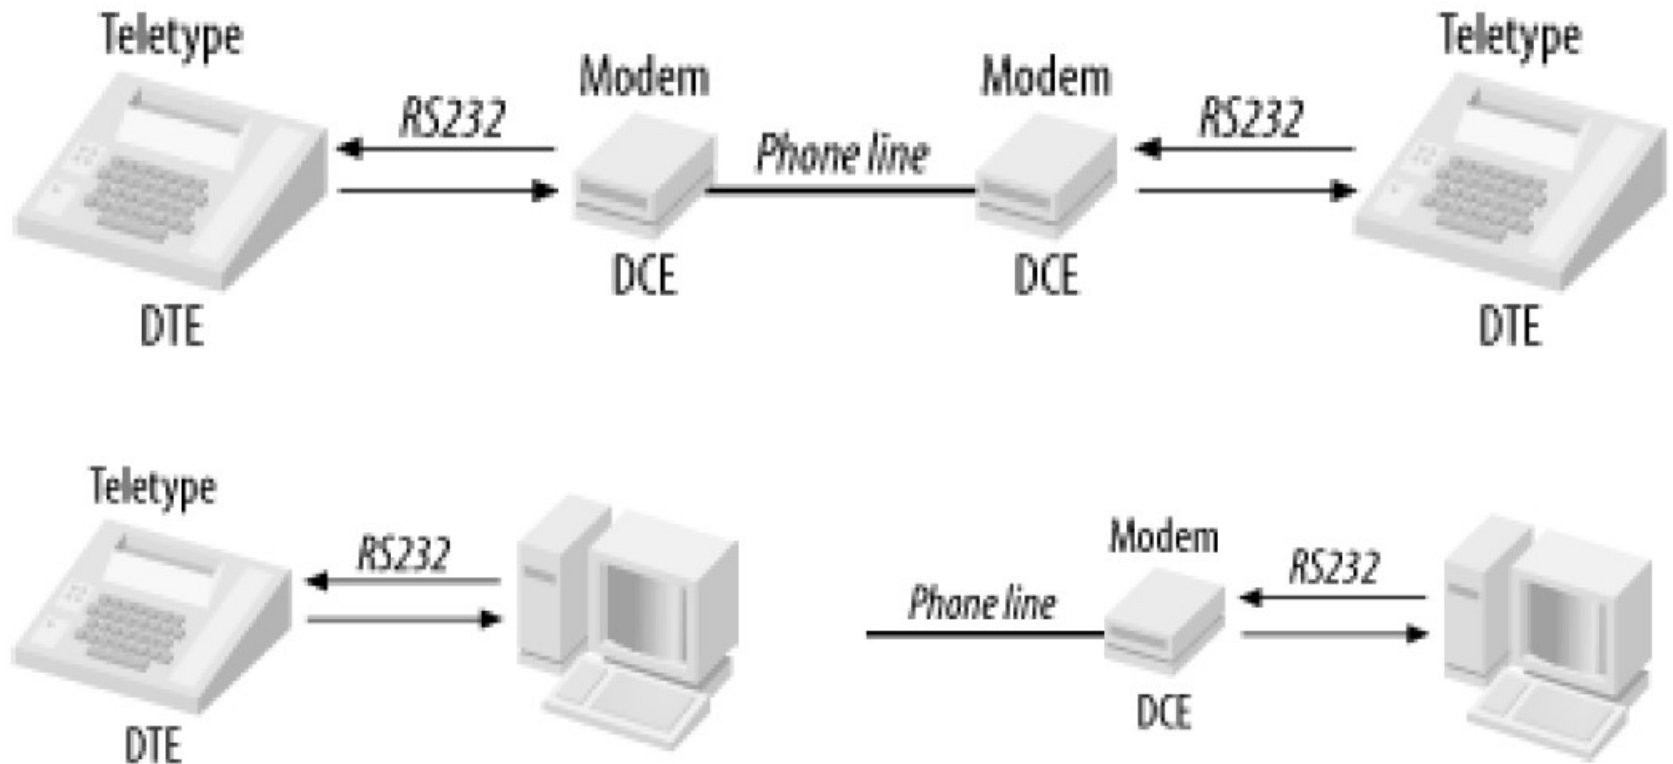 Teletype
Teletype
Modem
Modem
RS232
RS232
Phone line
DCE
DCE
DTE
DTE
Teletype
RS232
Modem
RS232
Phone line
DCE
DTE